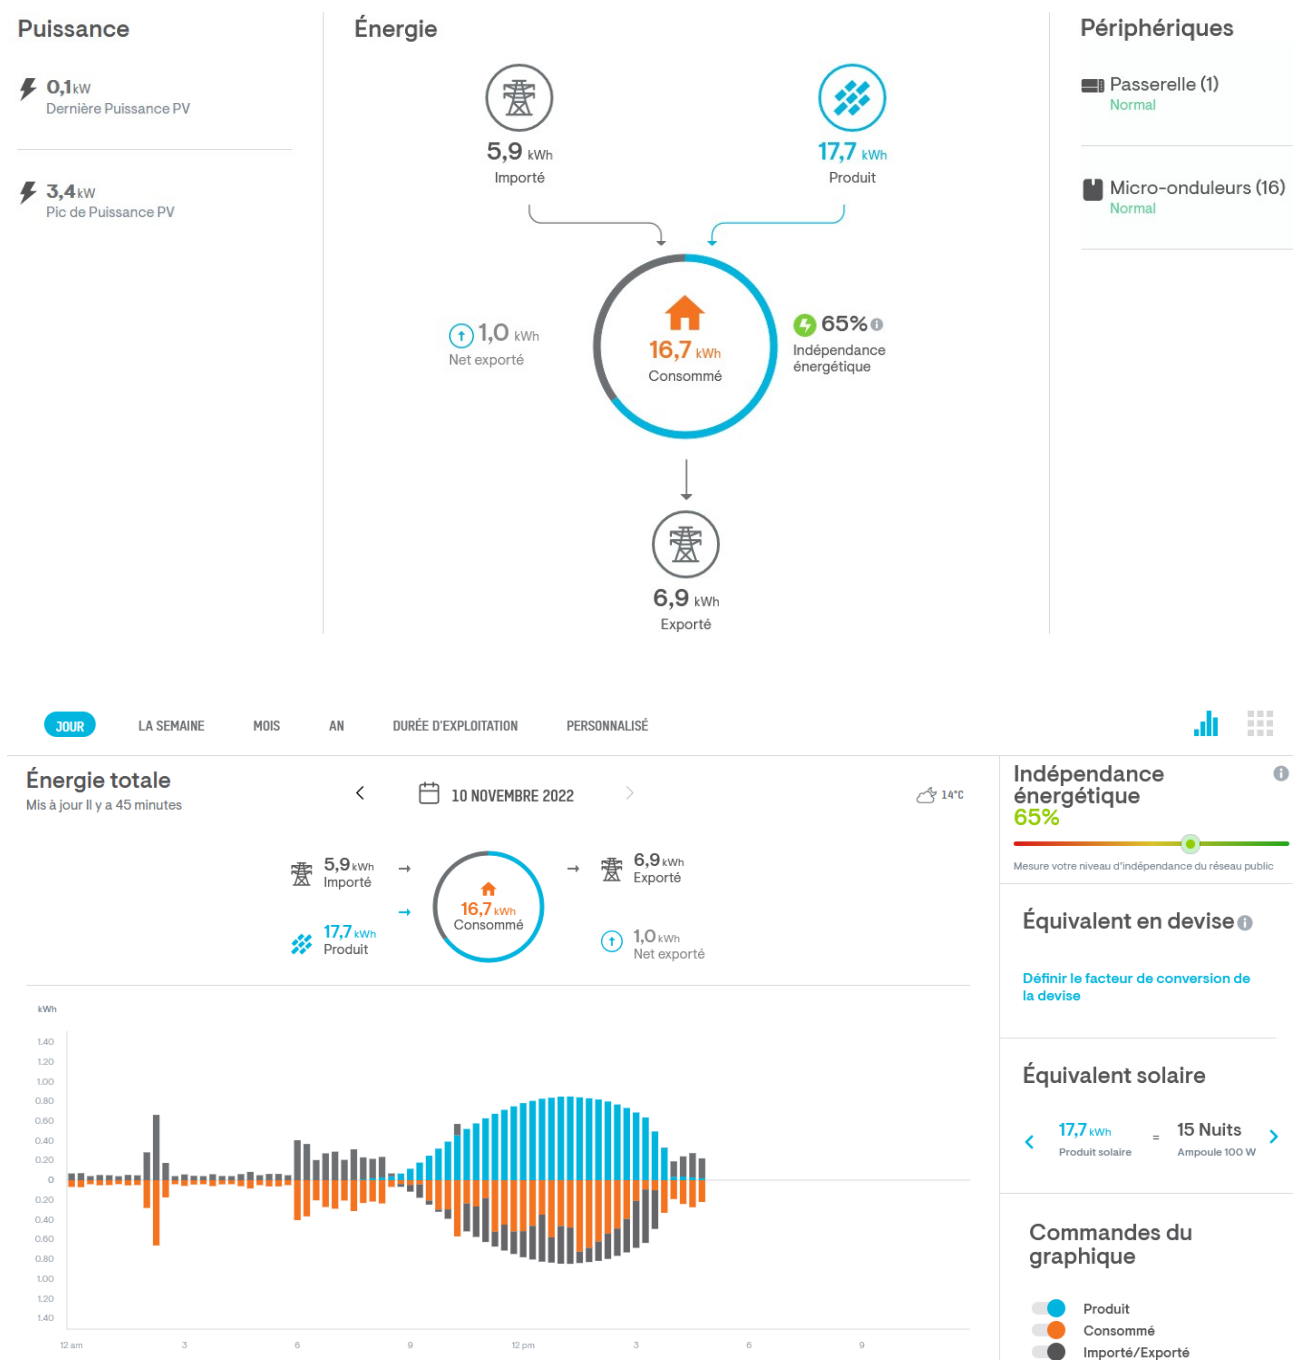 Puissance
0,1 kW
Dernière Puissance PV
3,4 kW
Pic de Puissance PV
Énergie
5,9 kWh
Importé
17,7 kWh
Produit
1,0 kWh
Net exporté
16,7 kWh
Consommé
65%
Indépendance
énergétique
6,9 kWh
Exporté
Périphériques
Passerelle (1)
Normal
Micro-onduleurs (16)
Normal
JOUR
LA SEMAINE
MOIS
AN
DURÉE D'EXPLOITATION
PERSONNALISÉ
Énergie totale
Mis à jour Il y a 45 minutes
10 NOVEMBRE 2022
14°C
5,9 kWh
Importé
17,7 kWh
Produit
16,7 kWh
Consommé
6,9 kWh
Exporté
1,0 kWh
Net exporté
kWh
1.40
1.20
1.00
0.80
0.60
0.40
0.20
0
0.20
0.40
0.60
0.80
1.00
1.20
1.40
12 am
3
6
9
12 pm
3
6
9
Indépendance
énergétique
65%
Mesure votre niveau d'indépendance du réseau public
Équivalent en devise
Définir le facteur de conversion de
la devise
Équivalent solaire
17,7 kWh
Produit solaire
=
15 Nuits
Ampoule 100 W
Commandes du
graphique
Produit
Consommé
Importé/Exporté